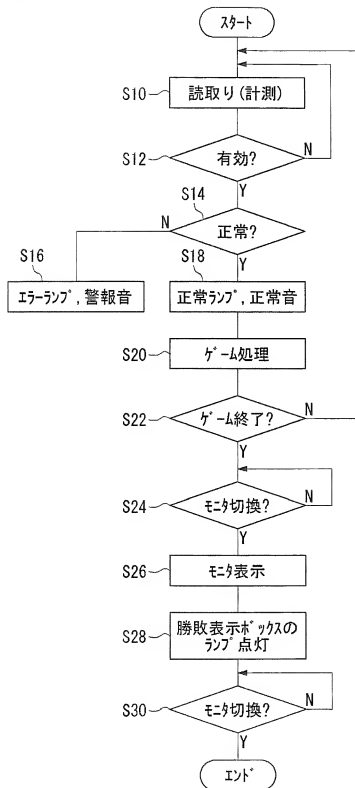 スタート
S10
読取り(計測)
S12
有効?
N
Y
S14
N
正常?
S16
S18
Y
エラーランプ,警報音
正常ランプ,正常音
S20
ゲーム処理
S22
ゲーム終了?
N
Y
S24
モニタ切換?
N
Y
S26
モニタ表示
S28
勝敗表示ボックスの
ランプ点灯
S30
モニタ切換?
N
Y
エンド